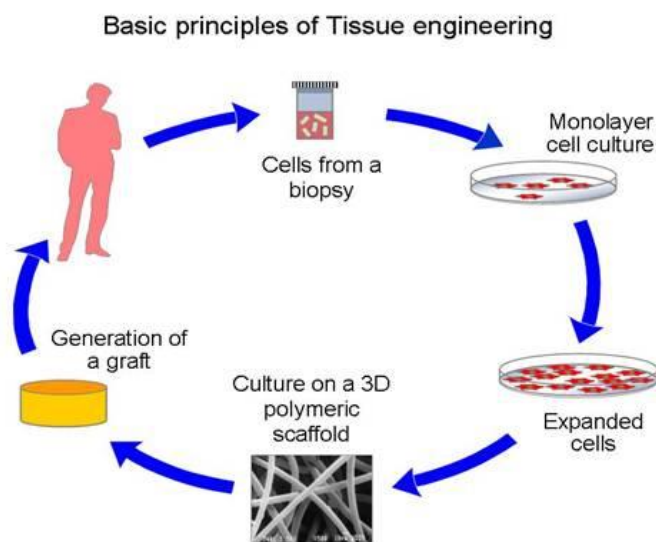 Basic principles of Tissue engineering
Cells from a
biopsy
Monolayer
cell culture
Expanded
cells
Culture on a 3D
polymeric
scaffold
Generation of
a graft